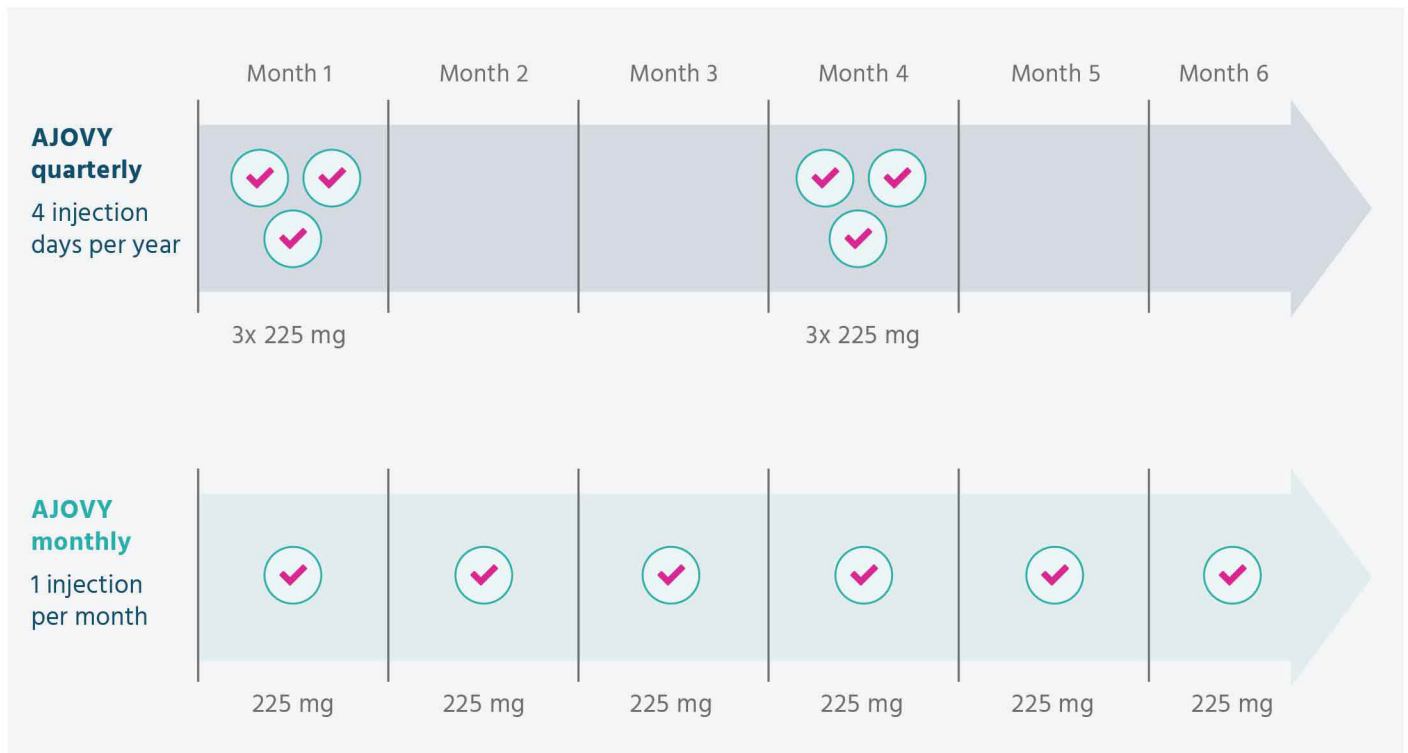 Month 1
Month 2
Month 3
Month 4
Month 5
Month 6
AJOVY
quarterly
4 injection
days per year
3x 225 mg
3x 225 mg
AJOVY
monthly
1 injection
per month
225 mg
225 mg
225 mg
225 mg
225 mg
225 mg